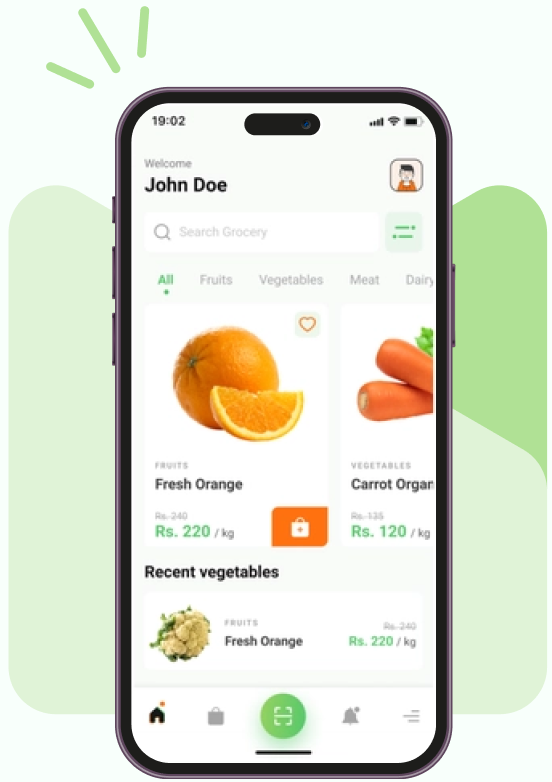 19:02
Welcome
John Doe
Search Grocery
All Fruits Vegetables Meat Dairy
FRUITS
Fresh Orange
Rs. 240
Rs. 220 / kg
VEGETABLES
Carrot Organ
Rs. 135
Rs. 120 / kg
Recent vegetables
FRUITS
Fresh Orange
Rs. 240
Rs. 220 / kg